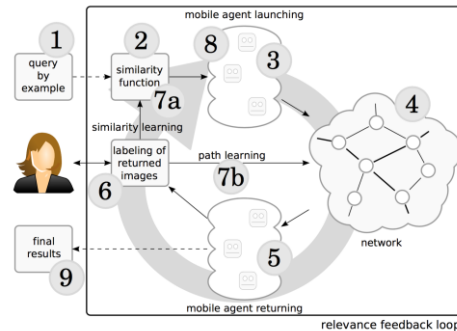 mobile agent launching
1
2
8
3
query
by
example
similarity
function
7a
4
similarity learning
labeling of
returned
images
path learning
7b
6
network
final
results
5
9
mobile agent returning
relevance feedback loop